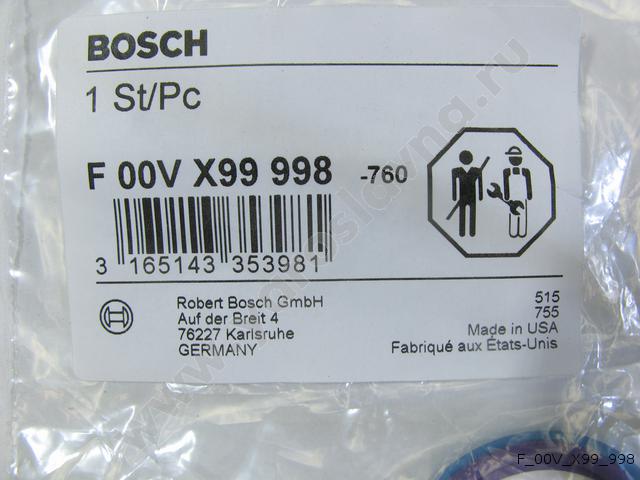 BOSCH
1 St/Pc
F 00V X99 998 -760
3 165143 353981
Robert Bosch GmbH
Auf der Breit 4
76227 Karlsruhe
GERMANY
515
755
Made in USA
Fabriqué aux États-Unis
F_00V_X99_998